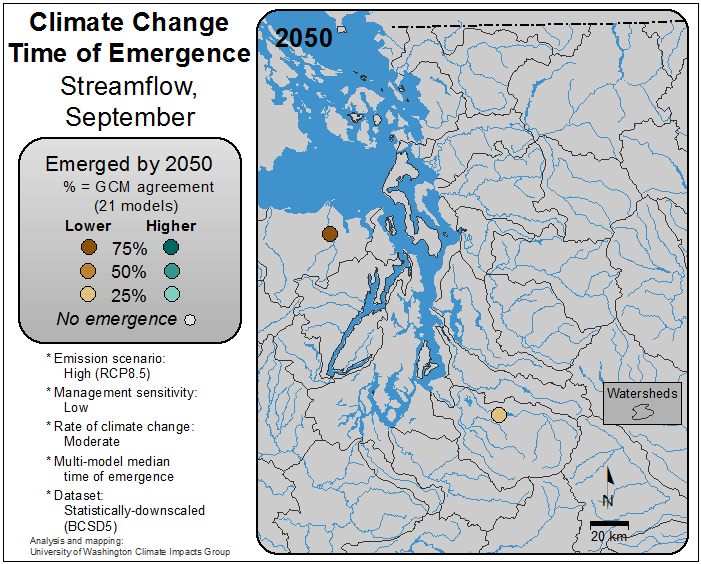 Climate Change
Time of Emergence
Streamflow,
September
Emerged by 2050
% = GCM agreement
(21 models)
Lower Higher
75%
50%
25%
No emergence
* Emission scenario:
High (RCP8.5)
* Management sensitivity:
Low
* Rate of climate change:
Moderate
* Multi-model median
time of emergence
* Dataset:
Statistically-downscaled
(BCSD5)
Analysis and mapping:
University of Washington Climate Impacts Group
2050
Watersheds
N
20 km